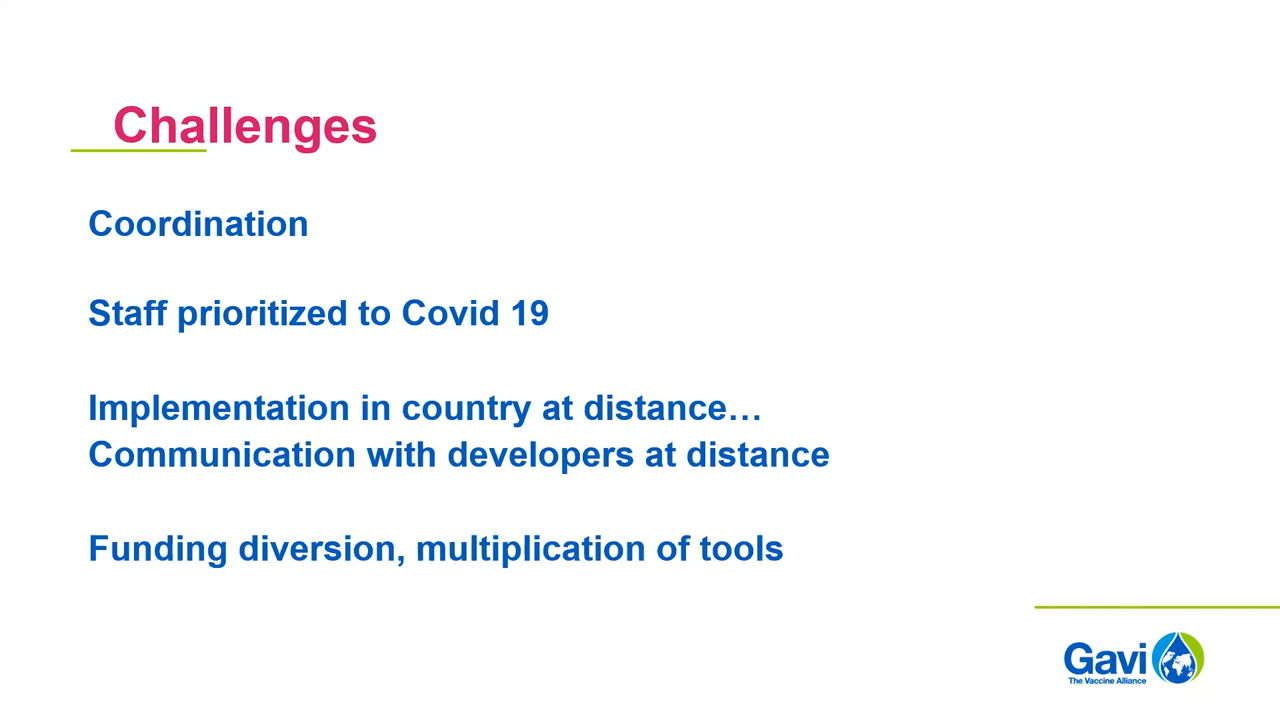 Challenges
Coordination
Staff prioritized to Covid 19
Implementation in country at distance…
Communication with developers at distance
Funding diversion, multiplication of tools
Gavi
The Vaccine Alliance